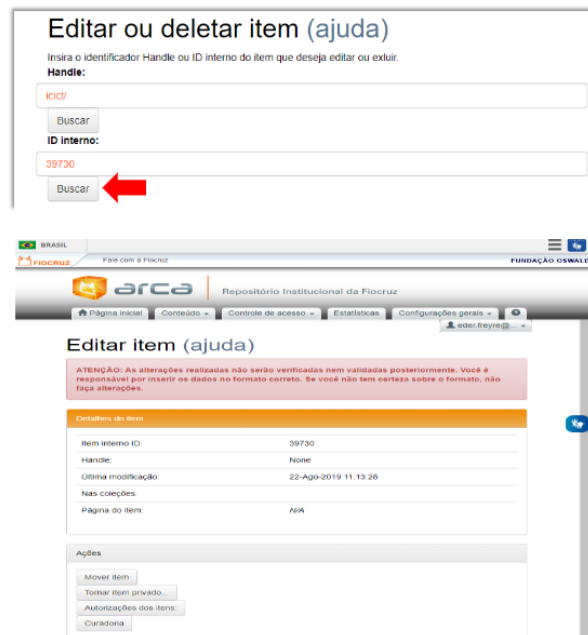 Editar ou deletar item (ajuda)
Insira o identificador Handle ou ID interno do item que deseja editar ou exluir.
Handle:
icict/
Buscar
ID interno:
39730
Buscar
BRASIL
FIOCRUZ Fale com a Fiocruz FUNDAÇÃO OSWALD
arca Repositório Institucional da Fiocruz
Página inicial Conteúdo Controle de acesso Estatísticas Configurações gerais
eder.freyre@...
Editar item (ajuda)
ATENÇÃO: As alterações realizadas não serão verificadas nem validadas posteriormente. Você é
responsável por inserir os dados no formato correto. Se você não tem certeza sobre o formato, não
faça alterações.
Detalhes do item
Item interno ID: 39730
Handle: None
Última modificação: 22-Ago-2019 11:13:28
Nas coleções:
Página do item: N/A
Ações
Mover item
Tornar item privado...
Autorizações dos itens:
Curadoria